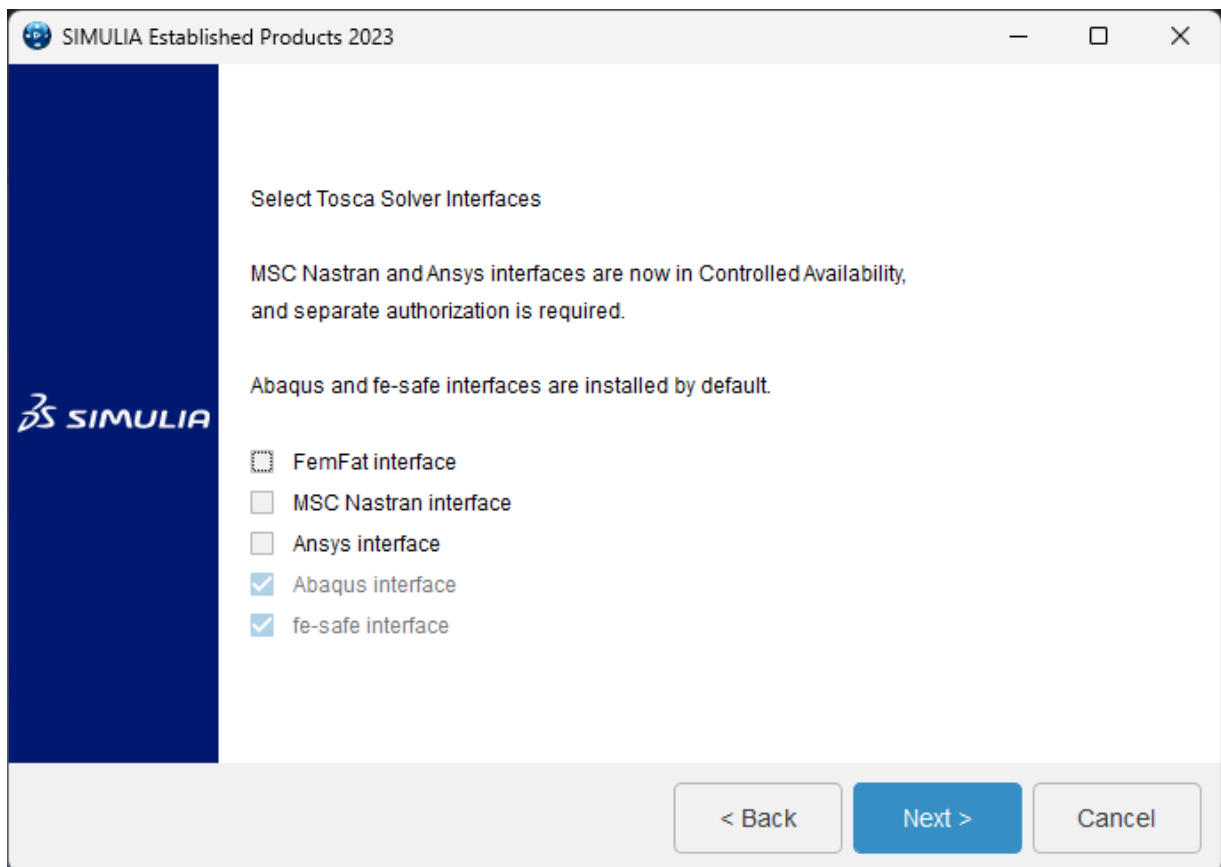 SIMULIA Established Products 2023
Select Tosca Solver Interfaces
MSC Nastran and Ansys interfaces are now in Controlled Availability,
and separate authorization is required.
Abaqus and fe-safe interfaces are installed by default.
3S SIMULIA
FemFat interface
MSC Nastran interface
Ansys interface
Abaqus interface
fe-safe interface
< Back
Next >
Cancel